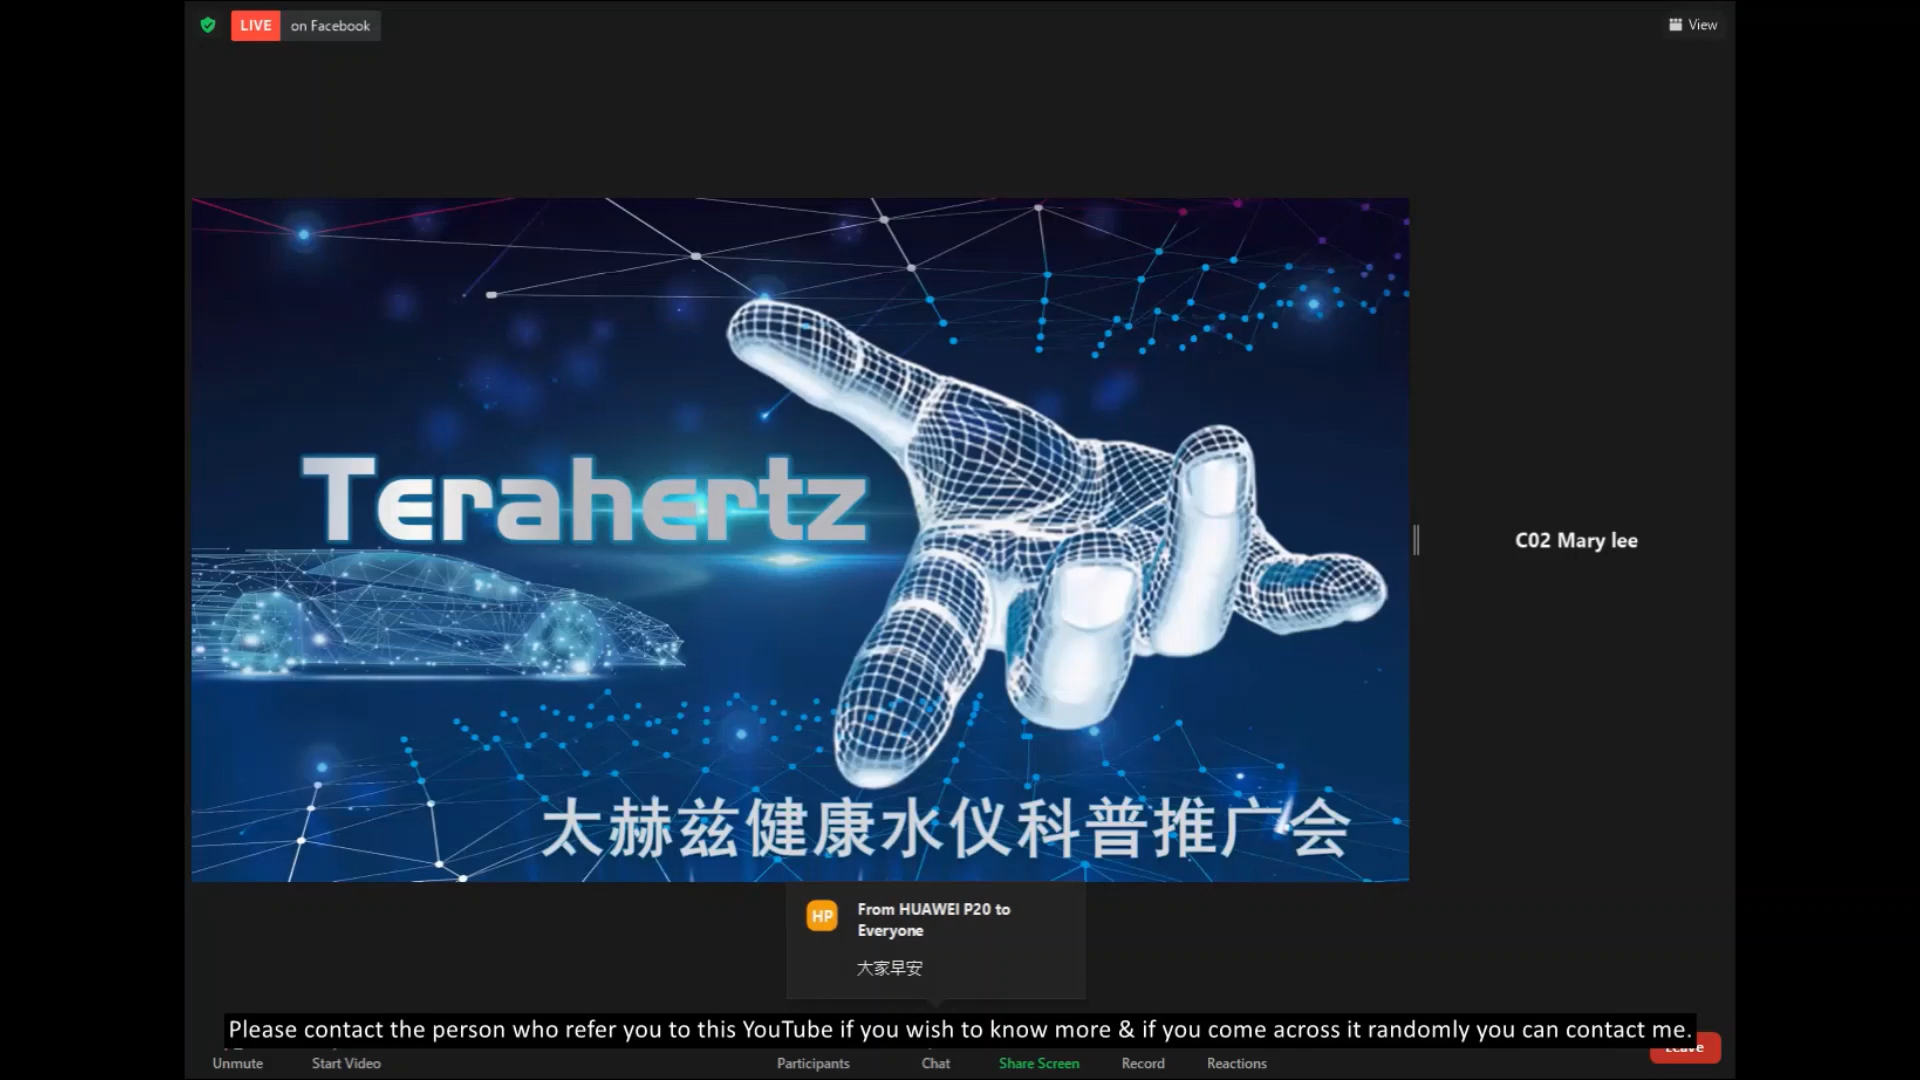 LIVE on Facebook
View
Terahertz
C02 Mary lee
太赫兹健康水仪科普推广会
HP
From HUAWEI P20 to
Everyone
大家早安
Please contact the person who refer you to this YouTube if you wish to know more & if you come across it randomly you can contact me.
Unmute Start Video Participants Chat Share Screen Record Reactions Leave